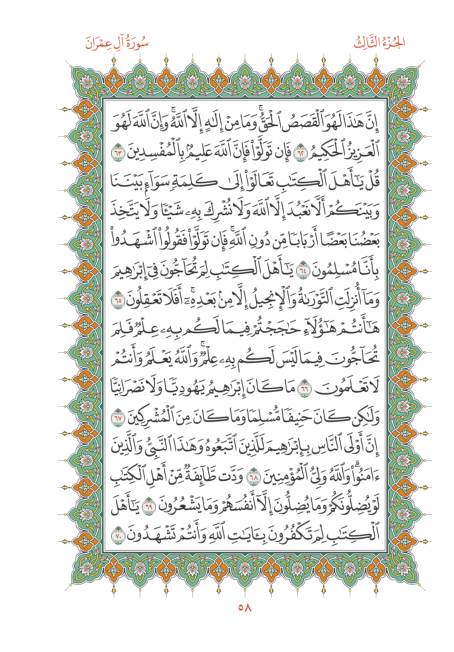 الجُزْءُ الثَّالِثُ
سُورَةُ آلِ عِمْرَانَ
إِنَّ هَٰذَا لَهُوَ ٱلْقَصَصُ ٱلْحَقُّ ۚ وَمَا مِنْ إِلَٰهٍ إِلَّا ٱللَّهُ ۚ وَإِنَّ ٱللَّهَ لَهُوَ
ٱلْعَزِيزُ ٱلْحَكِيمُ ٦٢ فَإِن تَوَلَّوْا۟ فَإِنَّ ٱللَّهَ عَلِيمٌۢ بِٱلْمُفْسِدِينَ ٦٣
قُلْ يَٰٓأَهْلَ ٱلْكِتَٰبِ تَعَالَوْا۟ إِلَىٰ كَلِمَةٍ سَوَآءٍۭ بَيْنَنَا
وَبَيْنَكُمْ أَلَّا نَعْبُدَ إِلَّا ٱللَّهَ وَلَا نُشْرِكَ بِهِۦ شَيْـًٔا وَلَا يَتَّخِذَ
بَعْضُنَا بَعْضًا أَرْبَابًا مِّن دُونِ ٱللَّهِ ۚ فَإِن تَوَلَّوْا۟ فَقُولُوا۟ ٱشْهَدُوا۟
بِأَنَّا مُسْلِمُونَ ٦٤ يَٰٓأَهْلَ ٱلْكِتَٰبِ لِمَ تُحَآجُّونَ فِىٓ إِبْرَٰهِيمَ
وَمَآ أُنزِلَتِ ٱلتَّوْرَىٰةُ وَٱلْإِنجِيلُ إِلَّا مِنۢ بَعْدِهِۦٓ ۚ أَفَلَا تَعْقِلُونَ ٦٥
هَٰٓأَنتُمْ هَٰٓؤُلَآءِ حَٰجَجْتُمْ فِيمَا لَكُم بِهِۦ عِلْمٌ فَلِمَ
تُحَآجُّونَ فِيمَا لَيْسَ لَكُم بِهِۦ عِلْمٌ ۚ وَٱللَّهُ يَعْلَمُ وَأَنتُمْ
لَا تَعْلَمُونَ ٦٦ مَا كَانَ إِبْرَٰهِيمُ يَهُودِيًّا وَلَا نَصْرَانِيًّا
وَلَٰكِن كَانَ حَنِيفًا مُّسْلِمًا وَمَا كَانَ مِنَ ٱلْمُشْرِكِينَ ٦٧
إِنَّ أَوْلَى ٱلنَّاسِ بِإِبْرَٰهِيمَ لَلَّذِينَ ٱتَّبَعُوهُ وَهَٰذَا ٱلنَّبِىُّ وَٱلَّذِينَ
ءَامَنُوا۟ ۗ وَٱللَّهُ وَلِىُّ ٱلْمُؤْمِنِينَ ٦٨ وَدَّت طَّآئِفَةٌ مِّنْ أَهْلِ ٱلْكِتَٰبِ
لَوْ يُضِلُّونَكُمْ وَمَا يُضِلُّونَ إِلَّآ أَنفُسَهُمْ وَمَا يَشْعُرُونَ ٦٩ يَٰٓأَهْلَ
ٱلْكِتَٰبِ لِمَ تَكْفُرُونَ بِـَٔايَٰتِ ٱللَّهِ وَأَنتُمْ تَشْهَدُونَ ٧٠
٥٨